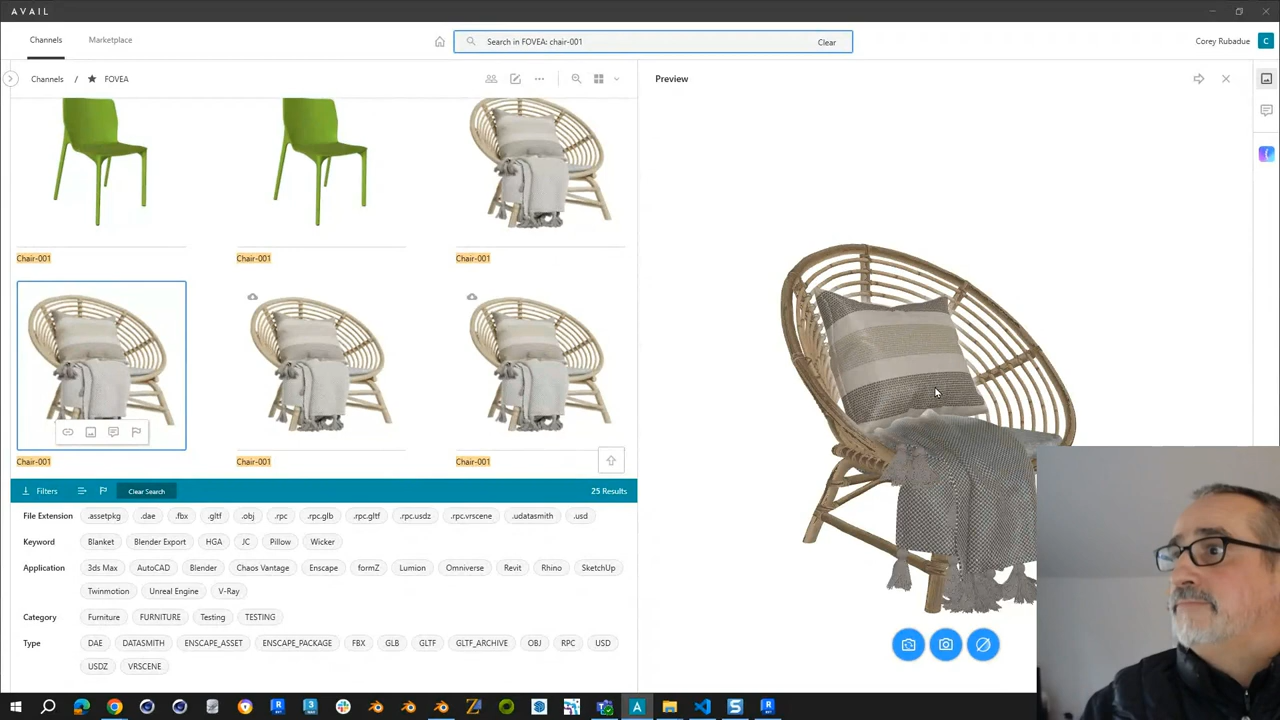 AVAIL
Channels Marketplace
Search in FOVEA: chair-001 Clear
Corey Rubadue C
Channels / FOVEA
Preview
Chair-001 Chair-001 Chair-001
Chair-001 Chair-001 Chair-001
Filters Clear Search 25 Results
File Extension .assetpkg .dae .fbx .gltf .obj .rpc .rpc.glb .rpc.gltf .rpc.usdz .rpc.vrscene .udatasmith .usd
Keyword Blanket Blender Export HGA JC Pillow Wicker
Application 3ds Max AutoCAD Blender Chaos Vantage Enscape formZ Lumion Omniverse Revit Rhino SketchUp
Twinmotion Unreal Engine V-Ray
Category Furniture FURNITURE Testing TESTING
Type DAE DATASMITH ENSCAPE_ASSET ENSCAPE_PACKAGE FBX GLB GLTF GLTF_ARCHIVE OBJ RPC USD
USDZ VRSCENE